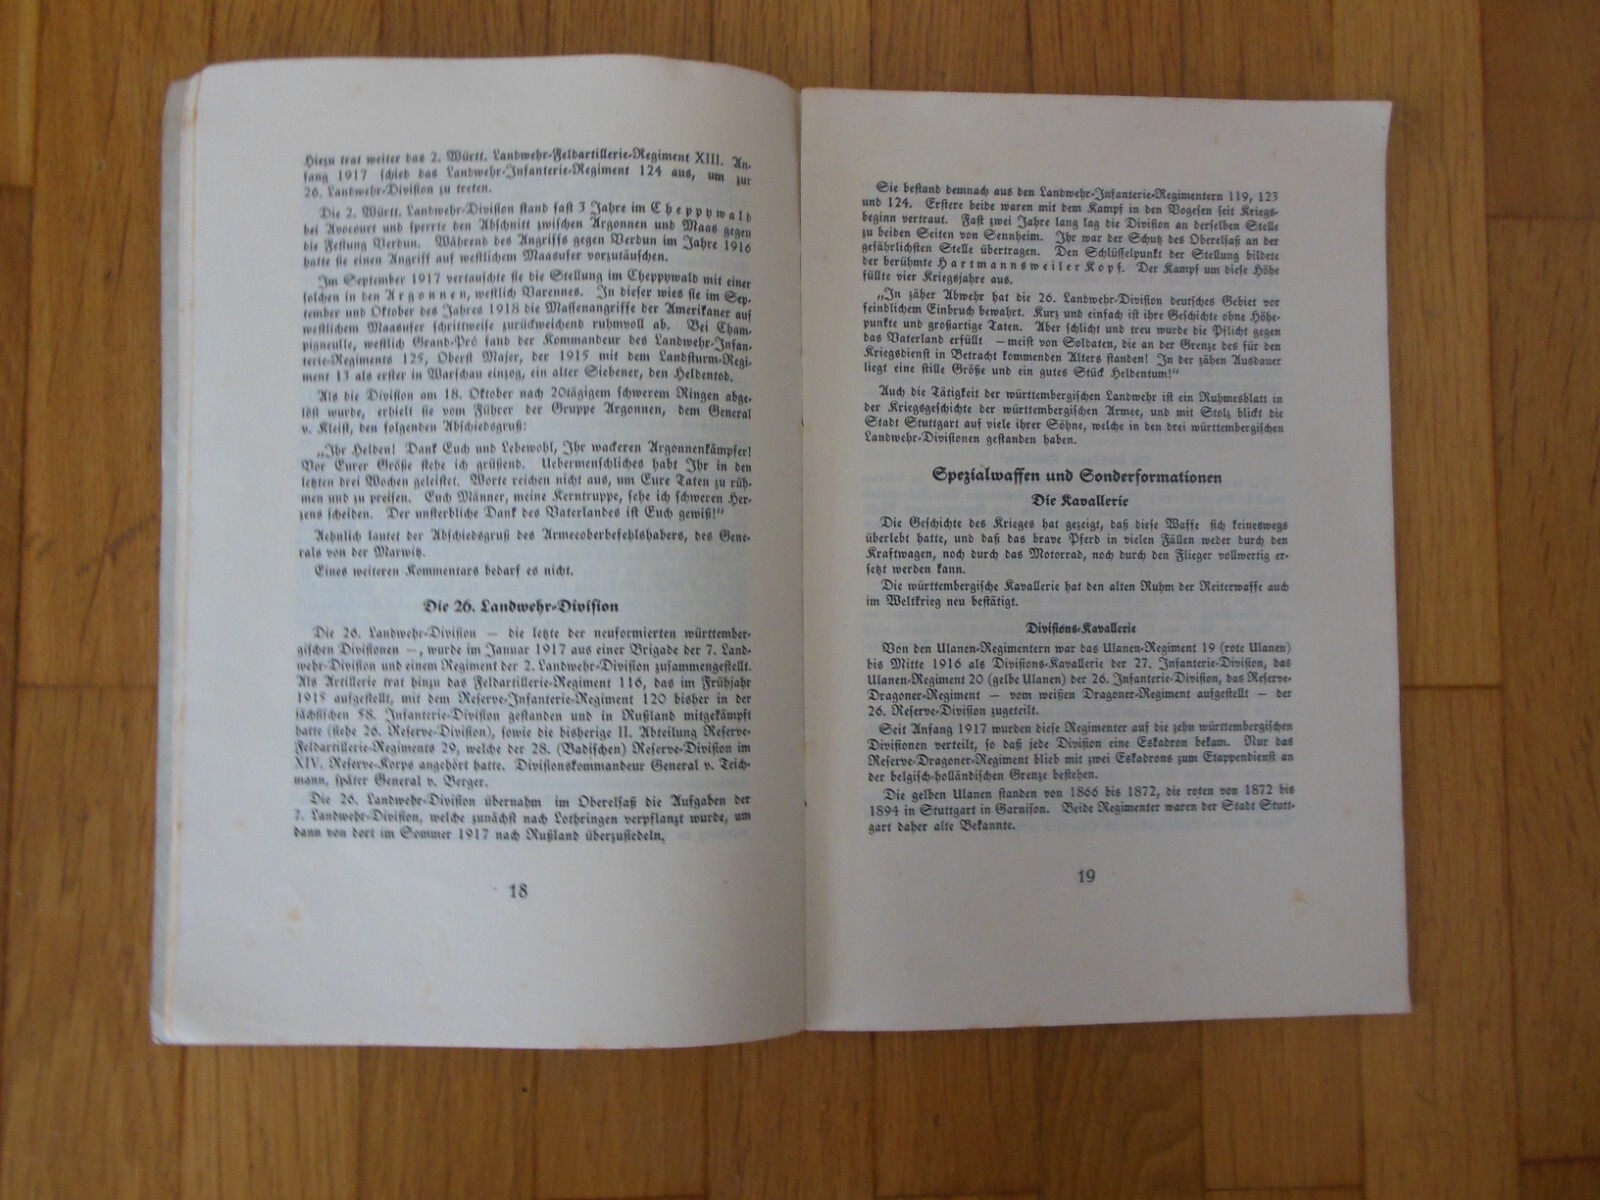 Hiezu trat weiter das 2. Württ. Landwehr-Feldartillerie-Regiment XIII. An-
fang 1917 schied das Landwehr-Infanterie-Regiment 124 aus, um zur
26. Landwehr-Division zu treten.
Die 2. Württ. Landwehr-Division stand fast 3 Jahre im Cheppywald
bei Avocourt und sperrte den Abschnitt zwischen Argonnen und Maas gegen
die Festung Verdun. Während des Angriffs gegen Verdun im Jahre 1916
hatte sie einen Angriff auf westlichem Maasufer vorzutäuschen.
Im September 1917 vertauschte sie die Stellung im Cheppywald mit einer
solchen in den Argonnen, westlich Varennes. In dieser wies sie im Sep-
tember und Oktober des Jahres 1918 die Massenangriffe der Amerikaner auf
westlichem Maasufer schrittweise zurückweichend ruhmvoll ab. Bei Cham-
pigneulle, westlich Grand-Pré fand der Kommandeur des Landwehr-Infan-
terie-Regiments 125, Oberst Mafer, der 1915 mit dem Landsturm-Regi-
ment 13 als erster in Warschau einzog, ein alter Siebener, den Heldentod.
Als die Division am 18. Oktober nach 20tägigem schwerem Ringen abge-
löst wurde, erhielt sie vom Führer der Gruppe Argonnen, dem General
v. Kleist, den folgenden Abschiedsgruß:
„Ihr Helden! Dank Euch und Lebewohl, Ihr wackeren Argonnenkämpfer!
Vor Eurer Größe stehe ich grüßend. Uebermenschliches habt Ihr in den
letzten drei Wochen geleistet. Worte reichen nicht aus, um Eure Taten zu rüh-
men und zu preisen. Euch Männer, meine Kerntruppe, sehe ich schweren Her-
zens scheiden. Der unsterbliche Dank des Vaterlandes ist Euch gewiß!“
Aehnlich lautet der Abschiedsgruß des Armeeoberbefehlshabers, des Gene-
rals von der Marwitz.
Eines weiteren Kommentars bedarf es nicht.
Die 26. Landwehr-Division
Die 26. Landwehr-Division — die letzte der neuformierten württember-
gischen Divisionen —, wurde im Januar 1917 aus einer Brigade der 7. Land-
wehr-Division und einem Regiment der 2. Landwehr-Division zusammengestellt.
Als Artillerie trat hinzu das Feldartillerie-Regiment 116, das im Frühjahr
1915 aufgestellt, mit dem Reserve-Infanterie-Regiment 120 bisher in der
sächsischen 58. Infanterie-Division gestanden und in Rußland mitgekämpft
hatte (siehe 26. Reserve-Division), sowie die bisherige II. Abteilung Reserve-
Feldartillerie-Regiments 29, welche der 28. (Badischen) Reserve-Division im
XIV. Reserve-Korps angehört hatte. Divisionskommandeur General v. Teich-
mann, später General v. Berger.
Die 26. Landwehr-Division übernahm im Oberelsaß die Aufgaben der
7. Landwehr-Division, welche zunächst nach Lothringen verpflanzt wurde, um
dann von dort im Sommer 1917 nach Rußland überzusiedeln.
18
Sie bestand demnach aus den Landwehr-Infanterie-Regimentern 119, 123
und 124. Erstere beide waren mit dem Kampf in den Vogesen seit Kriegs-
beginn vertraut. Fast zwei Jahre lang lag die Division an derselben Stelle
zu beiden Seiten von Sennheim. Ihr war der Schutz des Oberelsaß an der
gefährlichsten Stelle übertragen. Den Schlüsselpunkt der Stellung bildete
der berühmte Hartmannsweiler Kopf. Der Kampf um diese Höhe
füllte vier Kriegsjahre aus.
„In zäher Abwehr hat die 26. Landwehr-Division deutsches Gebiet vor
feindlichem Einbruch bewahrt. Kurz und einfach ist ihre Geschichte ohne Höhe-
punkte und großartige Taten. Aber schlicht und treu wurde die Pflicht gegen
das Vaterland erfüllt — meist von Soldaten, die an der Grenze des für den
Kriegsdienst in Betracht kommenden Alters standen! In der zähen Ausdauer
liegt eine stille Größe und ein gutes Stück Heldentum!“
Auch die Tätigkeit der württembergischen Landwehr ist ein Ruhmesblatt in
der Kriegsgeschichte der württembergischen Armee, und mit Stolz blickt die
Stadt Stuttgart auf viele ihrer Söhne, welche in den drei württembergischen
Landwehr-Divisionen gestanden haben.
Spezialwaffen und Sonderformationen
Die Kavallerie
Die Geschichte des Krieges hat gezeigt, daß diese Waffe sich keineswegs
überlebt hatte, und daß das brave Pferd in vielen Fällen weder durch den
Kraftwagen, noch durch das Motorrad, noch durch den Flieger vollwertig er-
setzt werden kann.
Die württembergische Kavallerie hat den alten Ruhm der Reiterwaffe auch
im Weltkrieg neu bestätigt.
Divisions-Kavallerie
Von den Ulanen-Regimentern war das Ulanen-Regiment 19 (rote Ulanen)
bis Mitte 1916 als Divisions-Kavallerie der 27. Infanterie-Division, das
Ulanen-Regiment 20 (gelbe Ulanen) der 26. Infanterie-Division, das Reserve-
Dragoner-Regiment — vom weißen Dragoner-Regiment aufgestellt — der
26. Reserve-Division zugeteilt.
Seit Anfang 1917 wurden diese Regimenter auf die zehn württembergischen
Divisionen verteilt, so daß jede Division eine Eskadron bekam. Nur das
Reserve-Dragoner-Regiment blieb mit zwei Eskadrons zum Etappendienst an
der belgisch-holländischen Grenze bestehen.
Die gelben Ulanen standen von 1866 bis 1872, die roten von 1872 bis
1894 in Stuttgart in Garnison. Beide Regimenter waren der Stadt Stutt-
gart daher alte Bekannte.
19